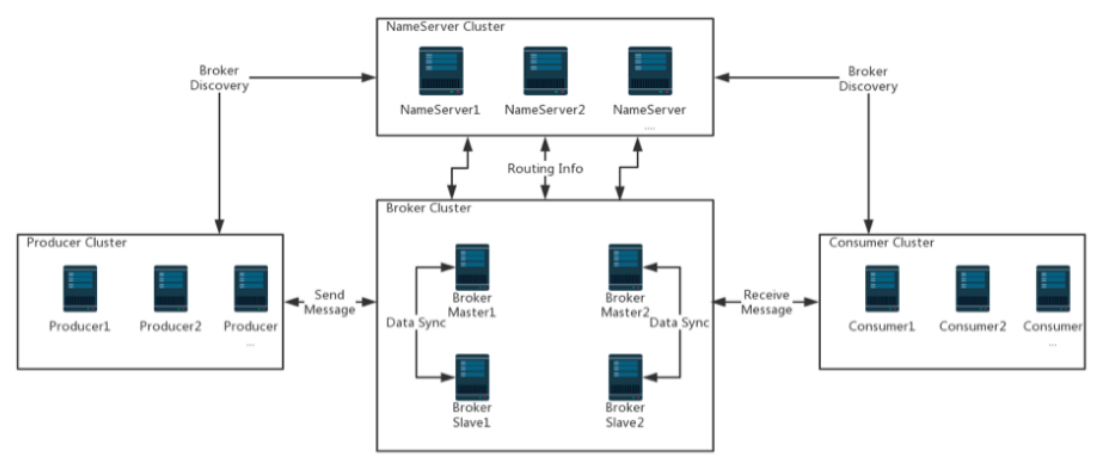 NameServer Cluster
NameServer1
NameServer2
NameServer
....
Broker
Discovery
Broker
Discovery
Routing Info
Producer Cluster
Producer1
Producer2
Producer
...
Send
Message
Broker Cluster
Broker
Master1
Broker
Master2
Data Sync
Data Sync
Broker
Slave1
Broker
Slave2
Receive
Message
Consumer Cluster
Consumer1
Consumer2
Consumer
...